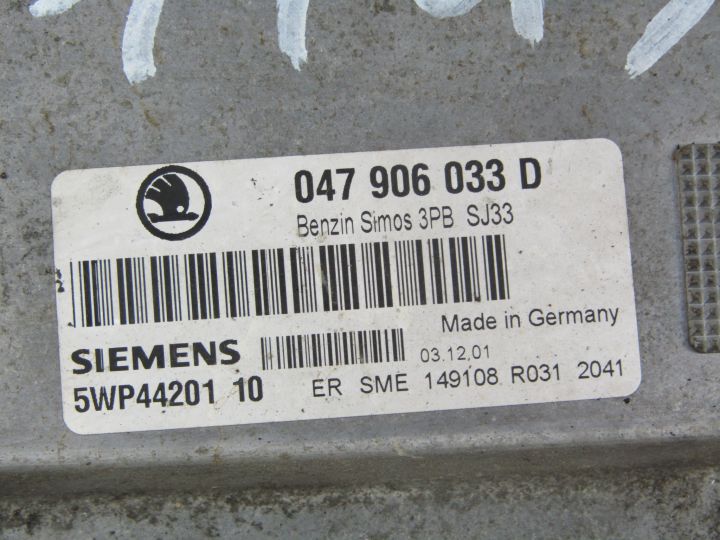 047 906 033 D
Benzin Simos 3PB SJ33
Made in Germany
SIEMENS
03.12.01
5WP44201 10
ER SME 149108 R031 2041